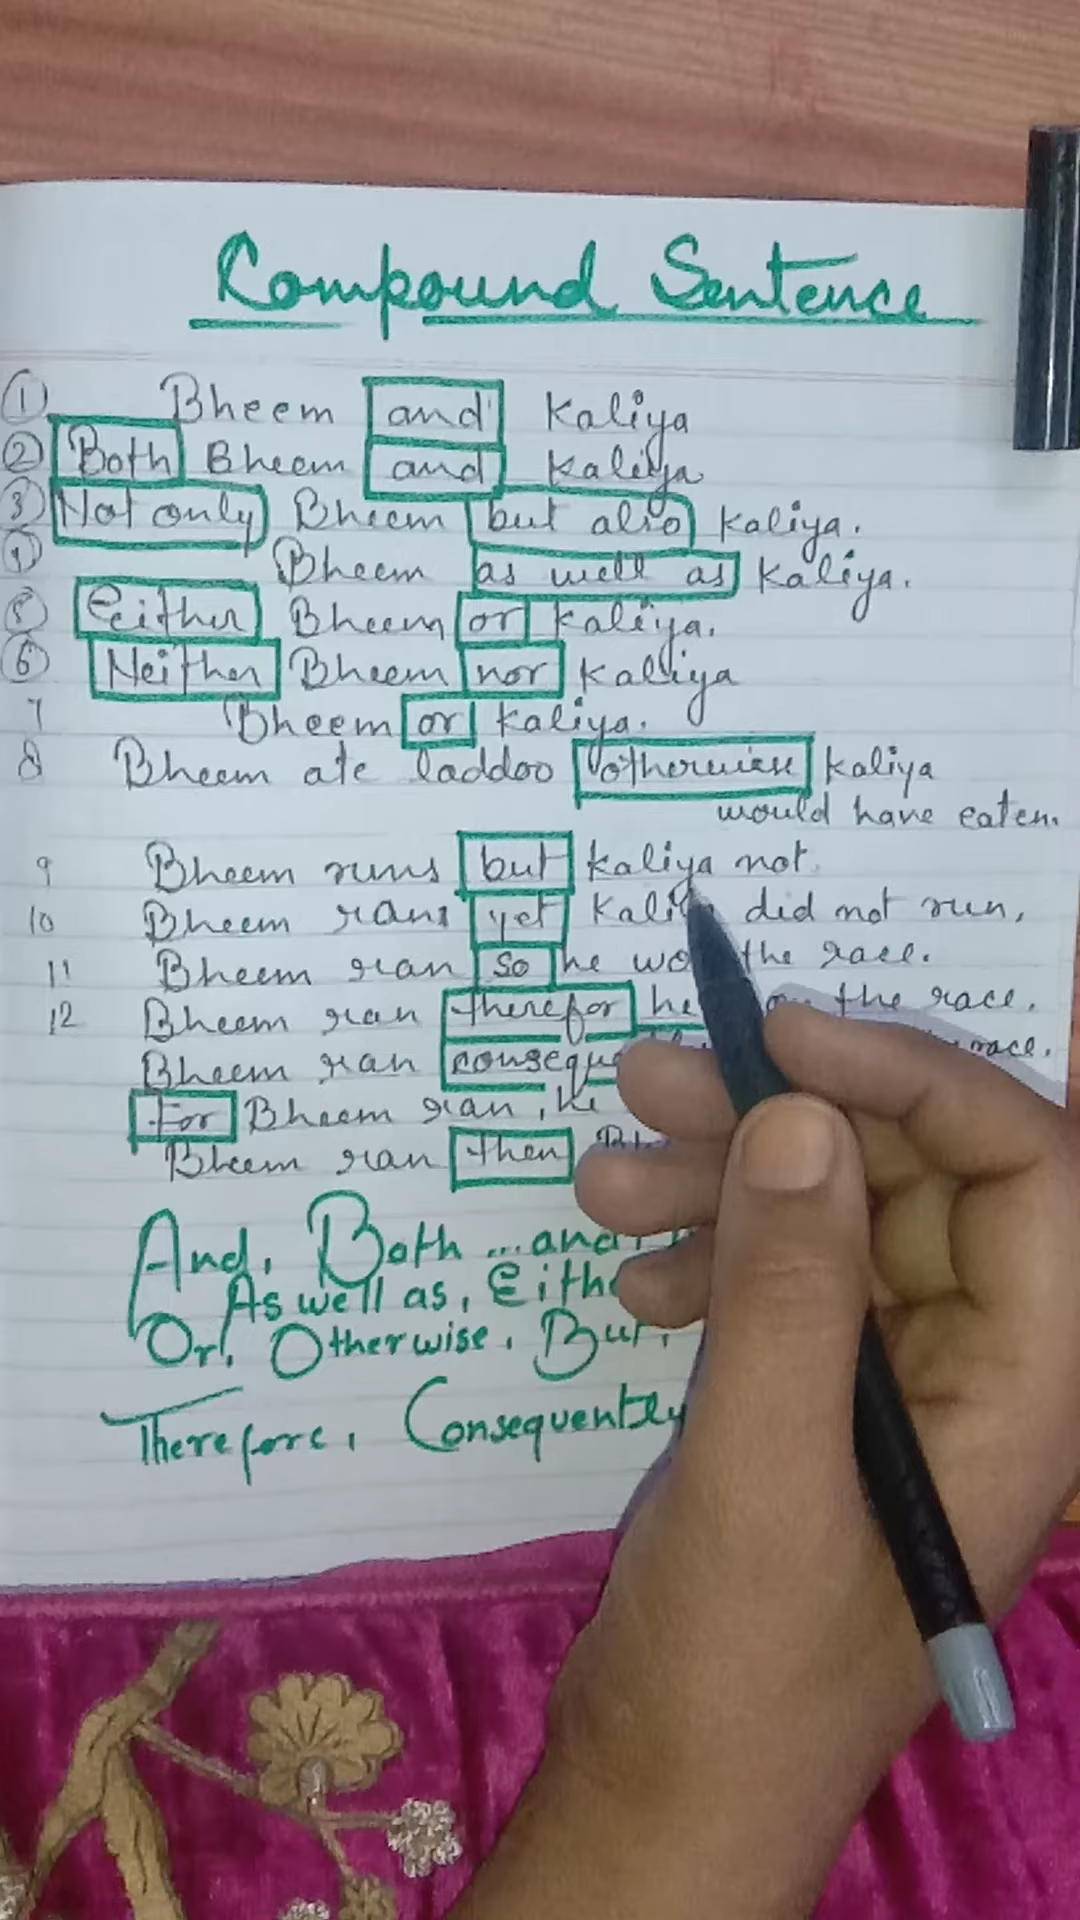 Compound Sentence
1 Bheem and Kaliya
2 Both Bheem and Kaliya
3 Not only Bheem but also Kaliya.
4 Bheem as well as Kaliya.
5 Either Bheem or Kaliya.
6 Neither Bheem nor Kaliya
7 Bheem or Kaliya.
8 Bheem ate laddoo otherwise Kaliya
would have eaten.
9 Bheem runs but Kaliya not.
10 Bheem rans yet did not run.
11 Bheem ran so he the race.
12 Bheem ran therefor he the race.
Bheem ran race.
For Bheem ran, he
Bheem ran then
And, Both ... and,
As well as,
Or, Otherwise, But,
Therefore, Consequently